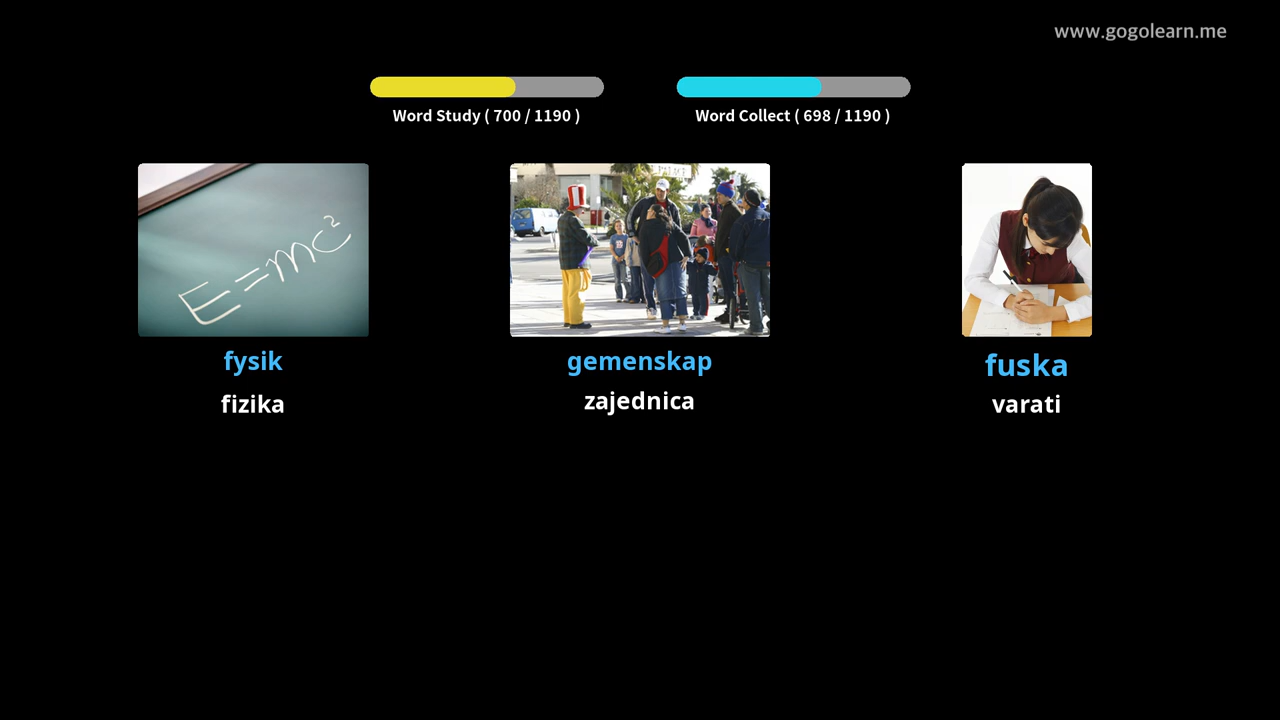 www.gogolearn.me
Word Study ( 700 / 1190 )
Word Collect ( 698 / 1190 )
E=mc²
fysik
gemenskap
fuska
fizika
zajednica
varati